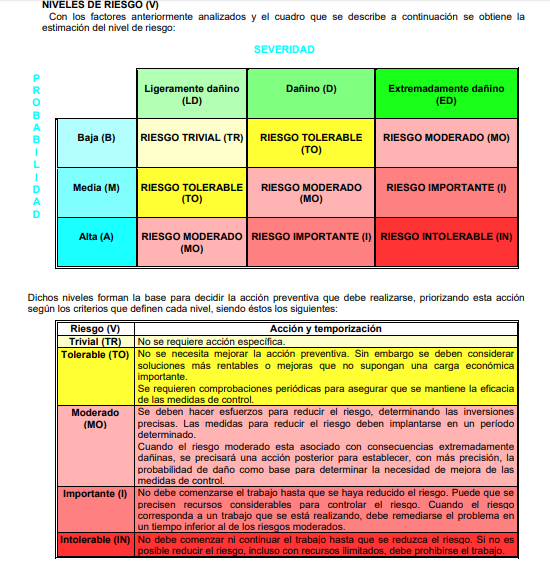 NIVELES DE RIESGO (V)
Con los factores anteriormente analizados y el cuadro que se describe a continuación se obtiene la
estimación del nivel de riesgo:
SEVERIDAD
PROBABILIDAD
Ligeramente dañino
(LD)
Dañino (D)
Extremadamente dañino
(ED)
Baja (B)
RIESGO TRIVIAL (TR)
RIESGO TOLERABLE
(TO)
RIESGO MODERADO (MO)
Media (M)
RIESGO TOLERABLE
(TO)
RIESGO MODERADO
(MO)
RIESGO IMPORTANTE (I)
Alta (A)
RIESGO MODERADO
(MO)
RIESGO IMPORTANTE (I)
RIESGO INTOLERABLE (IN)
Dichos niveles forman la base para decidir la acción preventiva que debe realizarse, priorizando esta acción
según los criterios que definen cada nivel, siendo éstos los siguientes:
Riesgo (V)
Acción y temporización
Trivial (TR)
No se requiere acción específica.
Tolerable (TO)
No se necesita mejorar la acción preventiva. Sin embargo se deben considerar
soluciones más rentables o mejoras que no supongan una carga económica
importante.
Se requieren comprobaciones periódicas para asegurar que se mantiene la eficacia
de las medidas de control.
Moderado
(MO)
Se deben hacer esfuerzos para reducir el riesgo, determinando las inversiones
precisas. Las medidas para reducir el riesgo deben implantarse en un período
determinado.
Cuando el riesgo moderado esta asociado con consecuencias extremadamente
dañinas, se precisará una acción posterior para establecer, con más precisión, la
probabilidad de daño como base para determinar la necesidad de mejora de las
medidas de control.
Importante (I)
No debe comenzarse el trabajo hasta que se haya reducido el riesgo. Puede que se
precisen recursos considerables para controlar el riesgo. Cuando el riesgo
corresponda a un trabajo que se está realizando, debe remediarse el problema en
un tiempo inferior al de los riesgos moderados.
Intolerable (IN)
No debe comenzar ni continuar el trabajo hasta que se reduzca el riesgo. Si no es
posible reducir el riesgo, incluso con recursos ilimitados, debe prohibirse el trabajo.